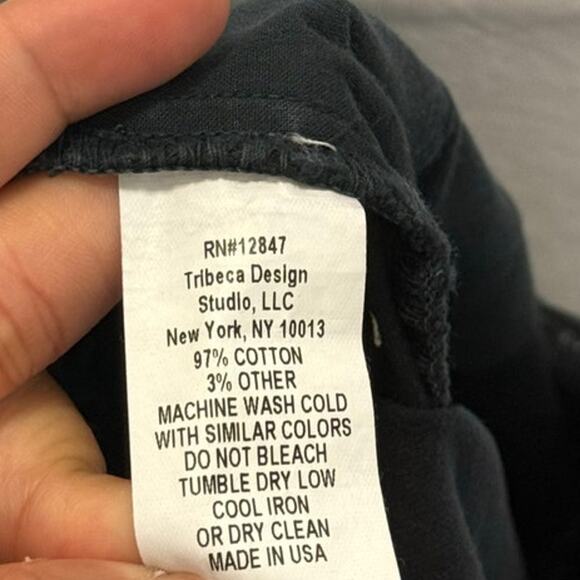 RN#12847
Tribeca Design
Studio, LLC
New York, NY 10013
97% COTTON
3% OTHER
MACHINE WASH COLD
WITH SIMILAR COLORS
DO NOT BLEACH
TUMBLE DRY LOW
COOL IRON
OR DRY CLEAN
MADE IN USA